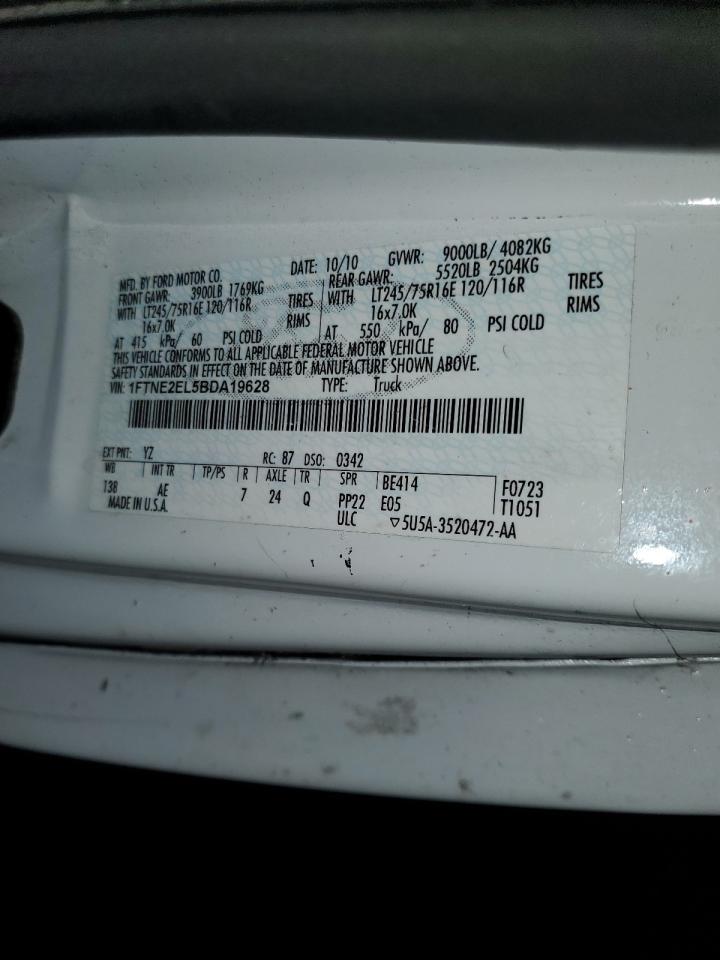 MFD. BY FORD MOTOR CO. DATE: 10/10 GVWR: 9000LB/ 4082KG
FRONT GAWR: 3900LB 1769KG REAR GAWR: 5520LB 2504KG
WITH LT245/75R16E 120/116R TIRES WITH LT245/75R16E 120/116R TIRES
16x7.0K RIMS 16x7.0K RIMS
AT 415 kPa/ 60 PSI COLD AT 550 kPa/ 80 PSI COLD
THIS VEHICLE CONFORMS TO ALL APPLICABLE FEDERAL MOTOR VEHICLE
SAFETY STANDARDS IN EFFECT ON THE DATE OF MANUFACTURE SHOWN ABOVE.
VIN: 1FTNE2EL5BDA19628 TYPE: Truck
EXT PNT: YZ RC: 87 DSO: 0342
WB INT TR TP/PS R AXLE TR SPR BE414 F0723
138 AE 7 24 Q PP22 E05 T1051
MADE IN U.S.A. ULC ▽5U5A-3520472-AA